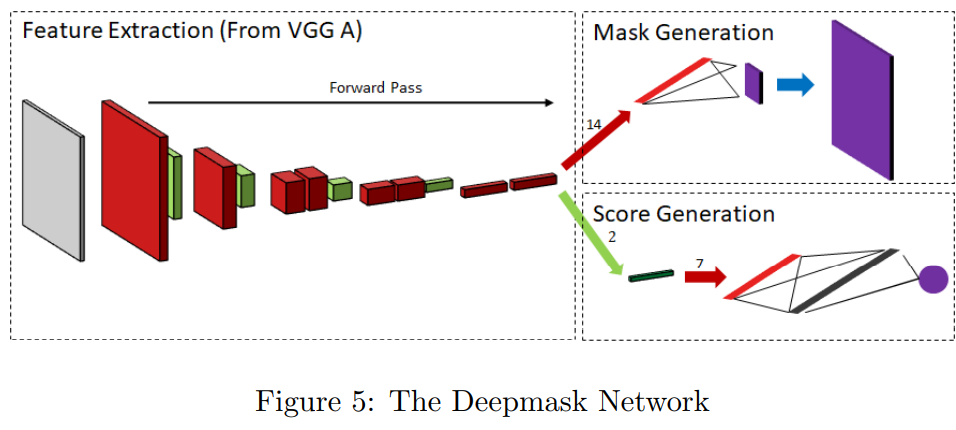 Feature Extraction (From VGG A)
Forward Pass
Mask Generation
14
Score Generation
2
7
Figure 5: The Deepmask Network